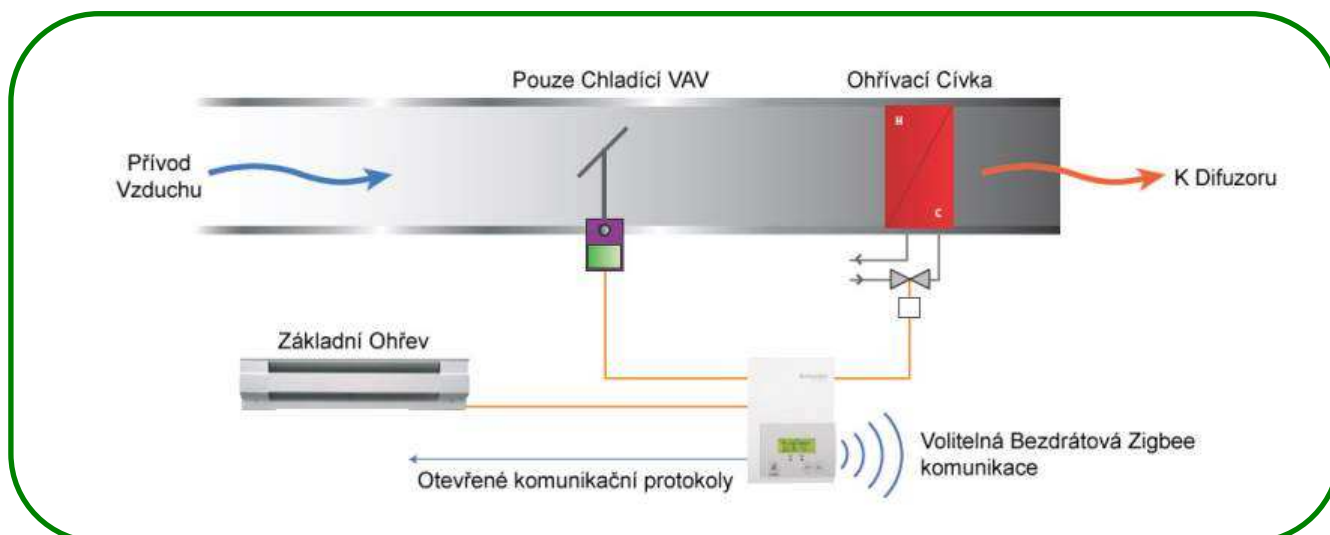 Pouze Chladící VAV
Ohřívací Cívka
H
C
Přívod
Vzduchu
K Difuzoru
Základní Ohřev
Volitelná Bezdrátová Zigbee
komunikace
Otevřené komunikační protokoly